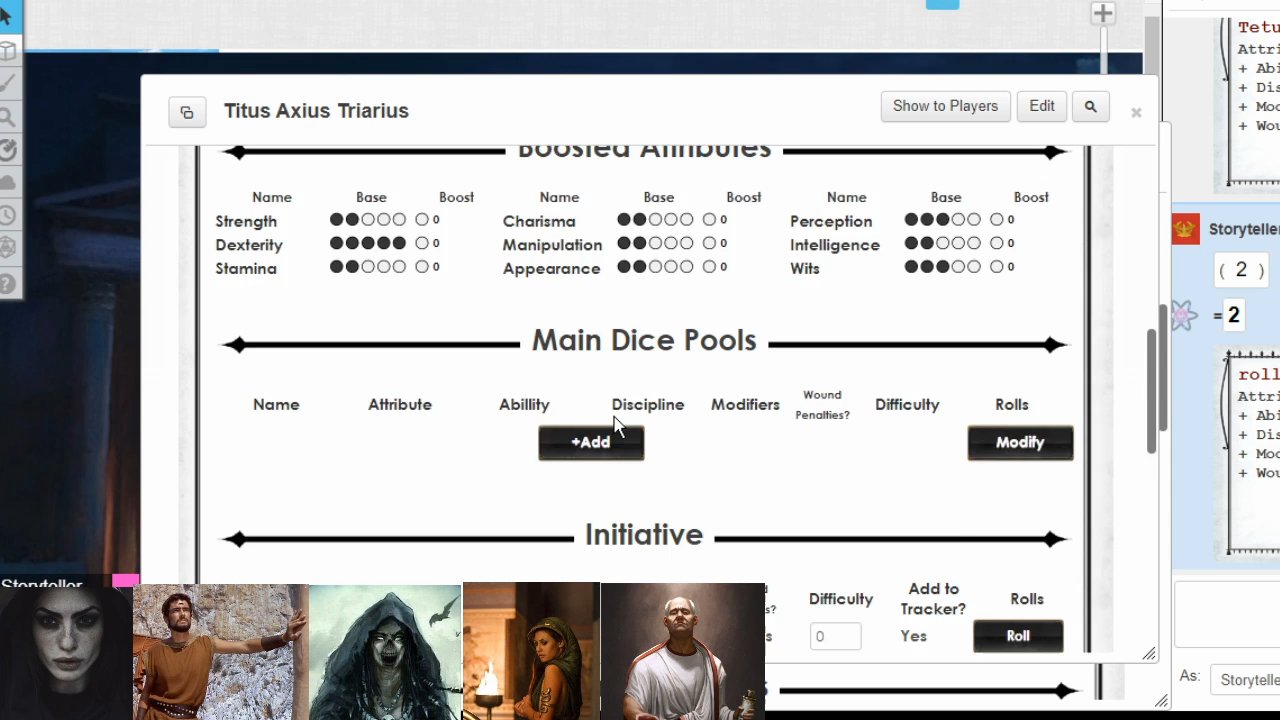 Titus Axius Triarius
Show to Players
Edit
Boosted Attributes
Name Base Boost Name Base Boost Name Base Boost
Strength 0 Charisma 0 Perception 0
Dexterity 0 Manipulation 0 Intelligence 0
Stamina 0 Appearance 0 Wits 0
Main Dice Pools
Name Attribute Abillity Discipline Modifiers Wound Penalties? Difficulty Rolls
+Add
Modify
Initiative
Difficulty Add to Tracker? Rolls
0 Yes Roll
Storyteller
Tetu
Attri
+ Abi
+ Dis
+ Mod
+ Wou
Storyteller
( 2 )
=2
roll
Attri
+ Abi
+ Dis
+ Mod
+ Wou
As: Storyteller